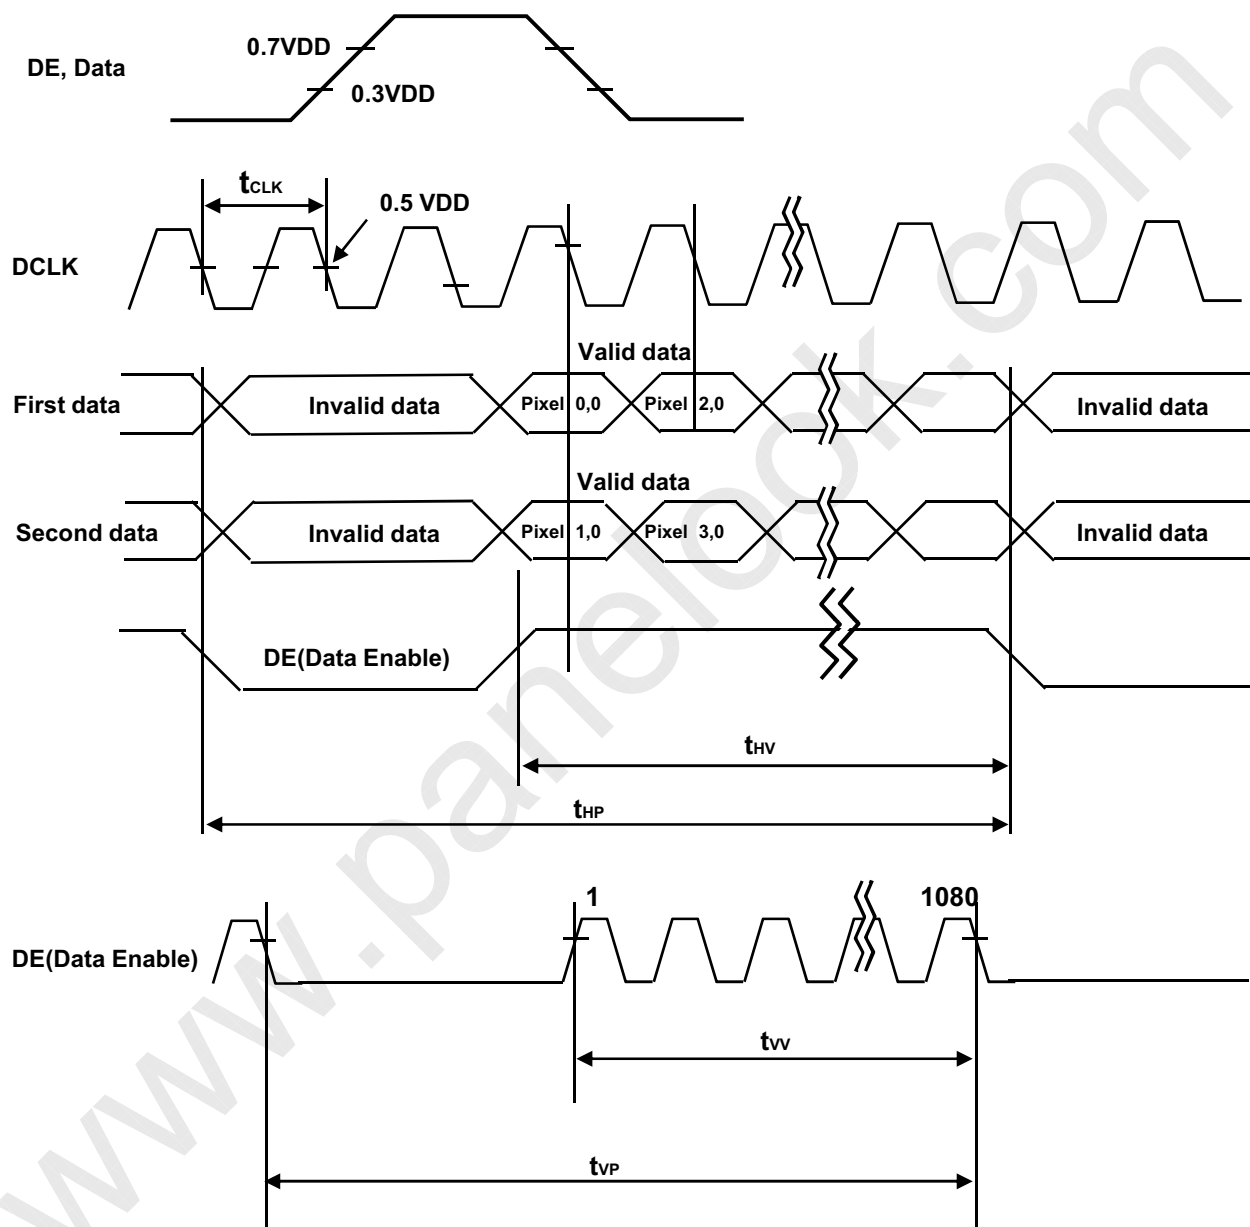 0.7VDD
DE, Data
0.3VDD
tCLK
0.5 VDD
DCLK
Valid data
First data
Invalid data
Pixel 0,0
Pixel 2,0
Invalid data
Valid data
Second data
Invalid data
Pixel 1,0
Pixel 3,0
Invalid data
DE(Data Enable)
tHV
tHP
1
1080
DE(Data Enable)
tVV
tVP
www.panelook.com